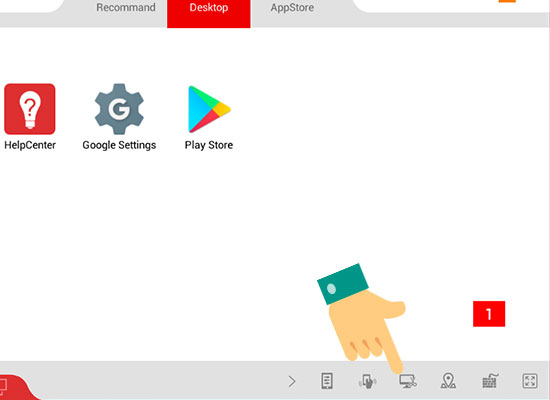 Recommand Desktop AppStore
HelpCenter Google Settings Play Store
1